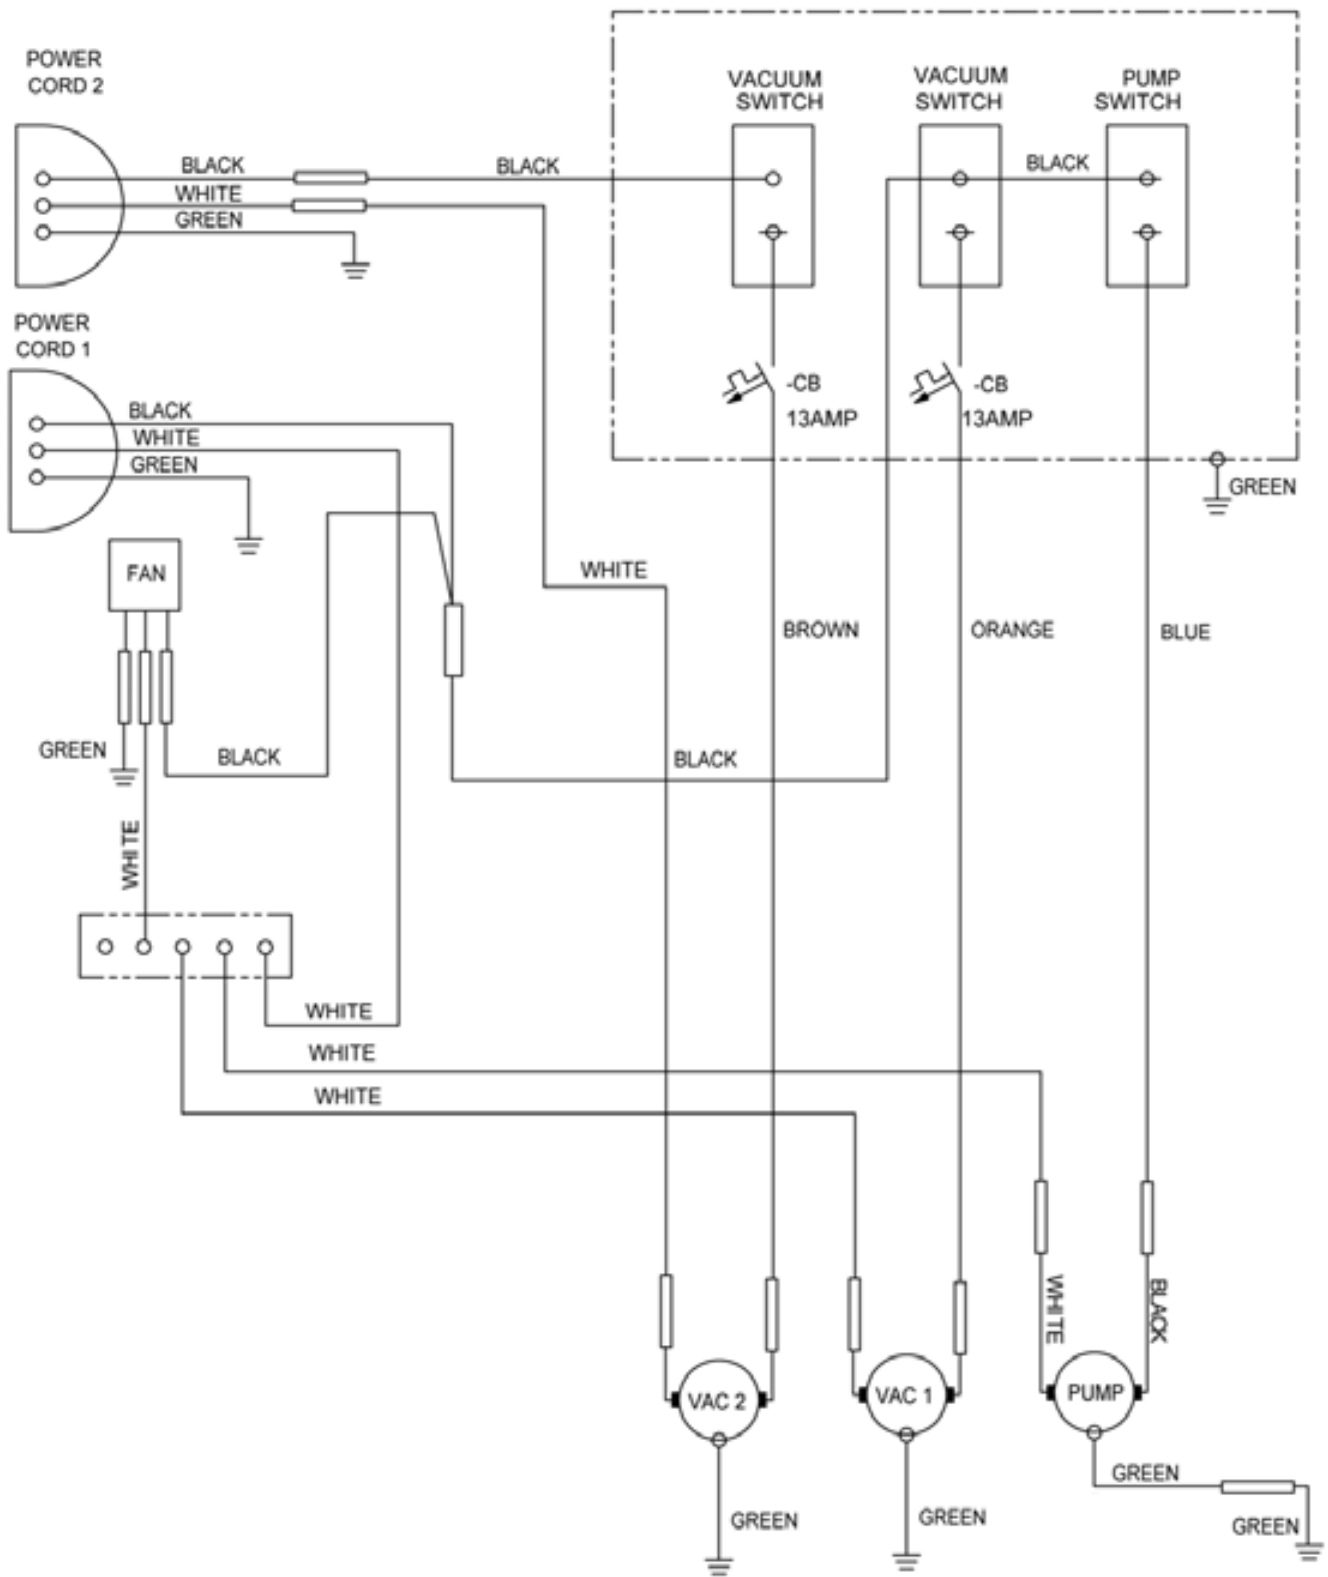 POWER
CORD 2
VACUUM
SWITCH
VACUUM
SWITCH
PUMP
SWITCH
BLACK
BLACK
BLACK
WHITE
GREEN
POWER
CORD 1
-CB
13AMP
-CB
13AMP
BLACK
WHITE
GREEN
GREEN
FAN
WHITE
BROWN
ORANGE
BLUE
GREEN
BLACK
BLACK
WHITE
WHITE
WHITE
WHITE
WHITE
BLACK
VAC 2
VAC 1
PUMP
GREEN
GREEN
GREEN
GREEN